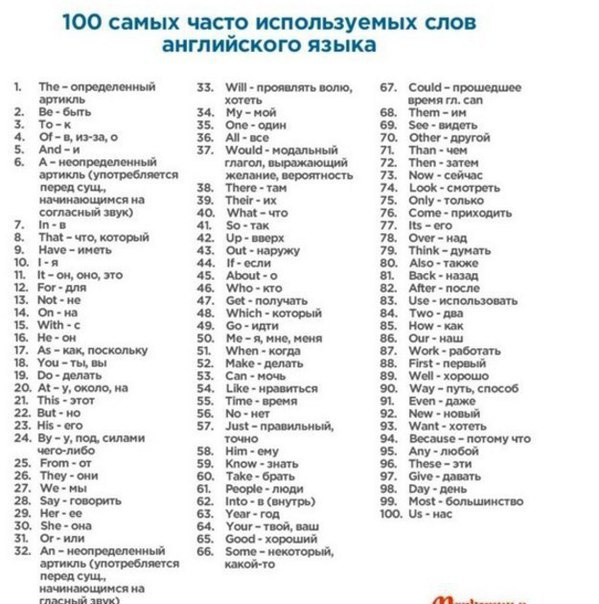 100 самых часто используемых слов
английского языка
1. The – определенный
артикль
2. Be - быть
3. To – к
4. Of – в, из-за, о
5. And – и
6. A – неопределенный
артикль (употребляется
перед сущ.,
начинающимся на
согласный звук)
7. In - в
8. That – что, который
9. Have – иметь
10. I - я
11. It – он, оно, это
12. For – для
13. Not - не
14. On - на
15. With - с
16. He - он
17. As – как, поскольку
18. You – ты, вы
19. Do - делать
20. At – у, около, на
21. This - этот
22. But - но
23. His - его
24. By – у, под, силами
чего-либо
25. From – от
26. They – они
27. We – мы
28. Say - говорить
29. Her – ее
30. She - она
31. Or – или
32. An – неопределенный
артикль (употребляется
перед сущ.,
начинающимся на
гласный звук)
33. Will - проявлять волю,
хотеть
34. My – мой
35. One - один
36. All - все
37. Would - модальный
глагол, выражающий
желание, вероятность
38. There - там
39. Their - их
40. What – что
41. So - так
42. Up - вверх
43. Out - наружу
44. If - если
45. About - о
46. Who - кто
47. Get - получать
48. Which - который
49. Go - идти
50. Me – я, мне, меня
51. When - когда
52. Make - делать
53. Can - мочь
54. Like - нравиться
55. Time - время
56. No - нет
57. Just – правильный,
точно
58. Him - ему
59. Know - знать
60. Take - брать
61. People - люди
62. Into - в (внутрь)
63. Year - год
64. Your – твой, ваш
65. Good - хороший
66. Some – некоторый,
какой-то
67. Could – прошедшее
время гл. can
68. Them – им
69. See - видеть
70. Other - другой
71. Than - чем
72. Then - затем
73. Now - сейчас
74. Look - смотреть
75. Only - только
76. Come - приходить
77. Its – его
78. Over – над
79. Think – думать
80. Also - также
81. Back - назад
82. After – после
83. Use - использовать
84. Two - два
85. How - как
86. Our - наш
87. Work - работать
88. First - первый
89. Well - хорошо
90. Way – путь, способ
91. Even - даже
92. New - новый
93. Want - хотеть
94. Because – потому что
95. Any – любой
96. These – эти
97. Give - давать
98. Day - день
99. Most - большинство
100. Us - нас